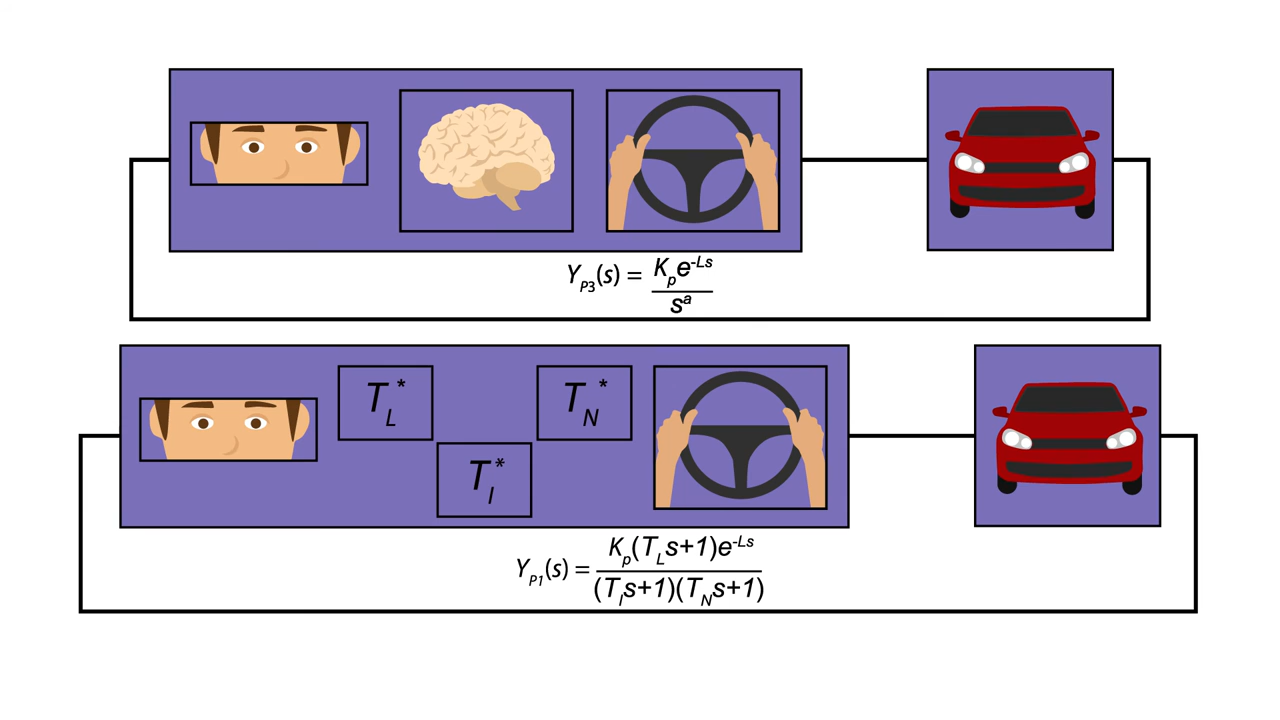 Y_P3(s) = K_p e^-Ls / s^a
T_L^*
T_N^*
T_I^*
Y_P1(s) = K_p(T_L s+1)e^-Ls / (T_I s+1)(T_N s+1)